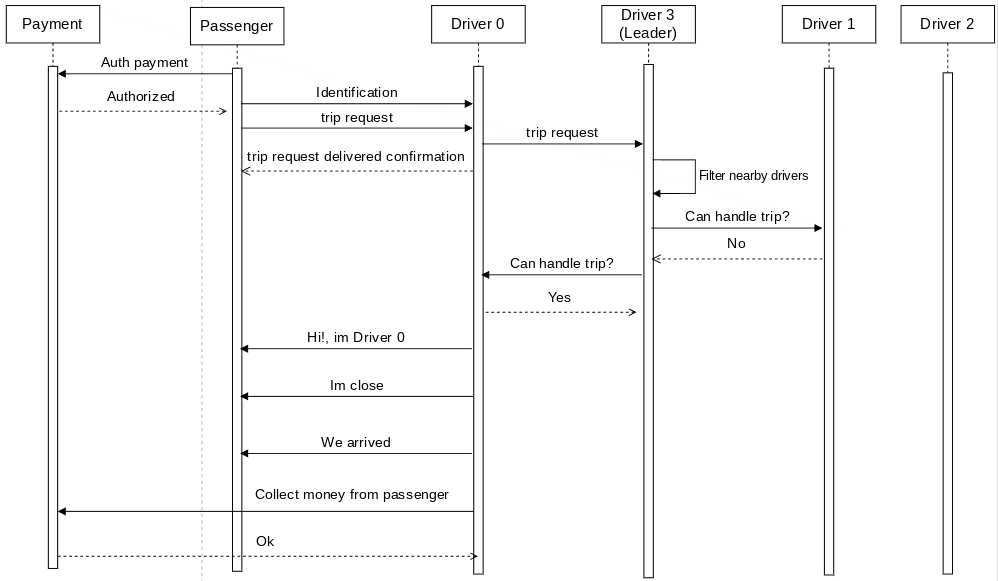 Payment
Passenger
Driver 0
Driver 3
(Leader)
Driver 1
Driver 2
Auth payment
Authorized
Identification
trip request
trip request
trip request delivered confirmation
Filter nearby drivers
Can handle trip?
No
Can handle trip?
Yes
Hi!, im Driver 0
Im close
We arrived
Collect money from passenger
Ok